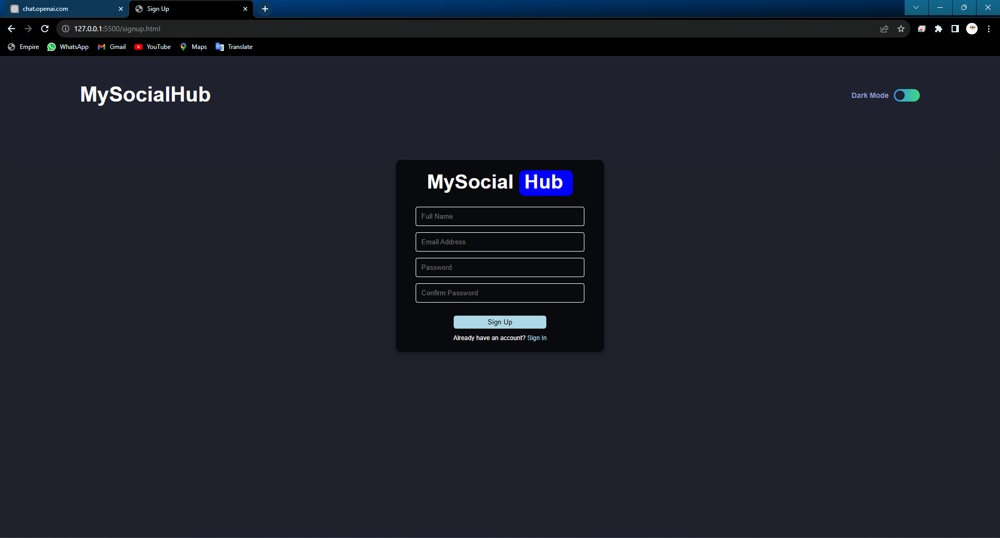 chat.openai.com
Sign Up
127.0.0.1:5500/signup.html
Empire WhatsApp Gmail YouTube Maps Translate
MySocialHub
Dark Mode
MySocial Hub
Full Name
Email Address
Password
Confirm Password
Sign Up
Already have an account? Sign In